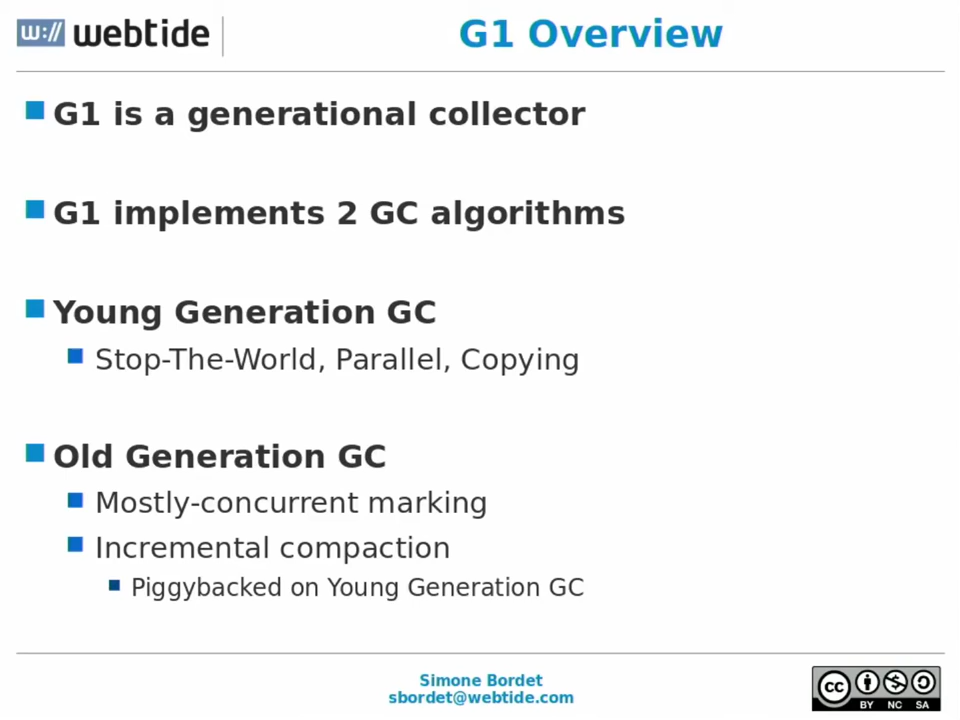 w:// webtide
G1 Overview
G1 is a generational collector
G1 implements 2 GC algorithms
Young Generation GC
Stop-The-World, Parallel, Copying
Old Generation GC
Mostly-concurrent marking
Incremental compaction
Piggybacked on Young Generation GC
Simone Bordet
sbordet@webtide.com
cc
BY NC SA